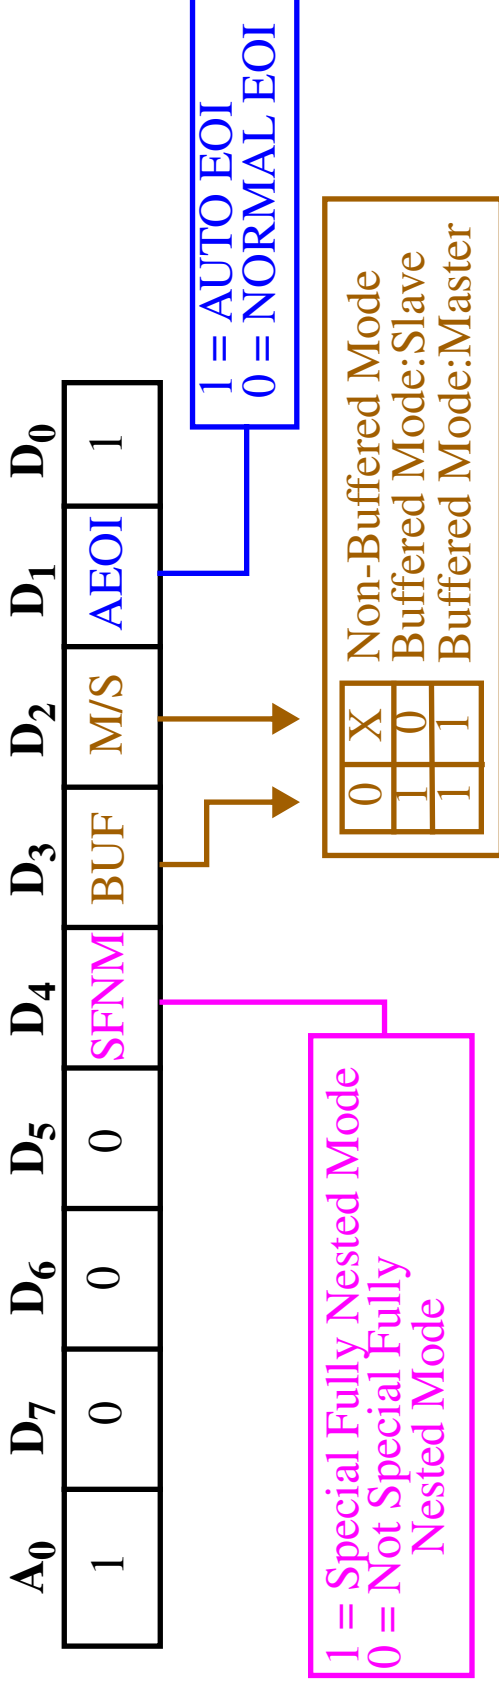 A0 D7 D6 D5 D4 D3 D2 D1 D0
1 0 0 0 SFNM BUF M/S AEOI 1
1 = AUTO EOI
0 = NORMAL EOI
1 = Special Fully Nested Mode
0 = Not Special Fully
Nested Mode
0 X Non-Buffered Mode
1 0 Buffered Mode:Slave
1 1 Buffered Mode:Master